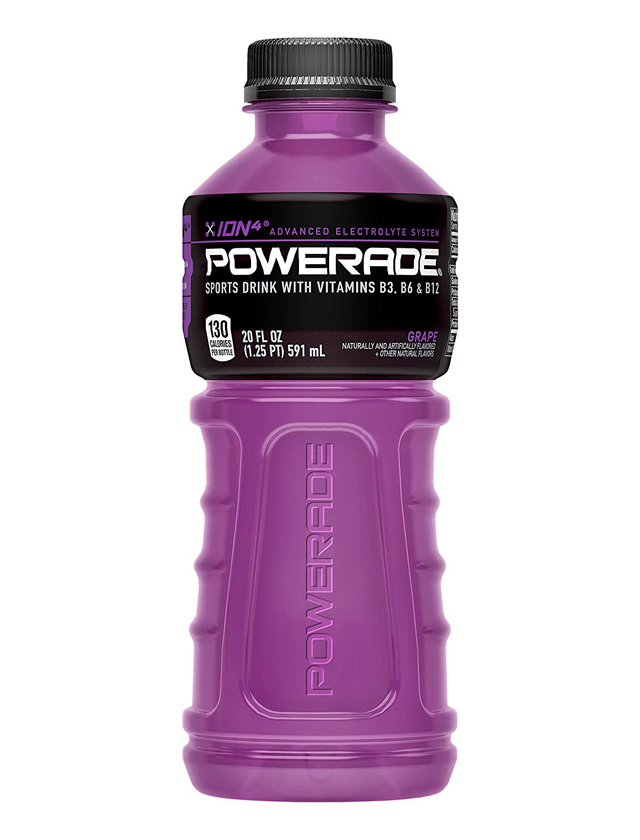 ION4® ADVANCED ELECTROLYTE SYSTEM
POWERADE®
SPORTS DRINK WITH VITAMINS B3, B6 & B12
130
CALORIES
PER BOTTLE
20 FL OZ
(1.25 PT) 591 mL
GRAPE
NATURALLY AND ARTIFICIALLY FLAVORED
+ OTHER NATURAL FLAVORS
POWERADE